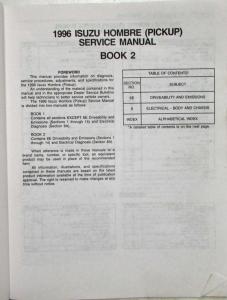 1996 ISUZU HOMBRE (PICKUP)
SERVICE MANUAL
BOOK 2
FOREWORD
This manual provides information on diagnosis,
service procedures, adjustments, and specifications for
the 1996 Isuzu Hombre (Pickup).
An understanding of the material contained in this
manual and in the appropriate Dealer Service Bulletins
will help technicians to better service owner vehicles.
The 1996 Isuzu Hombre (Pickup) Service Manual
is divided into two manuals as follows:
BOOK 1
Contains all sections EXCEPT 6E Driveability and
Emissions (Sections 1 through 14) and Electrical
Diagnosis (Section 8A).
BOOK 2
Contains 6E Driveability and Emissions (Sections 1
through 14) and Electrical Diagnosis (Section 8A).
When reference is made in these manuals to a
brand name, number, or specific tool, an equivalent
product may be used in place of the recommended
item.
All information, illustrations and specifications
contained in these manuals are based on the latest
product information available at the time of publication
approval. The right is reserved to make changes at any
time without notice.
TABLE OF CONTENTS
SECTION NO. SUBJECT
6E DRIVEABILITY AND EMISSIONS
8 ELECTRICAL - BODY AND CHASSIS
INDEX ALPHABETICAL INDEX
*A detailed table of contents is on the next page.